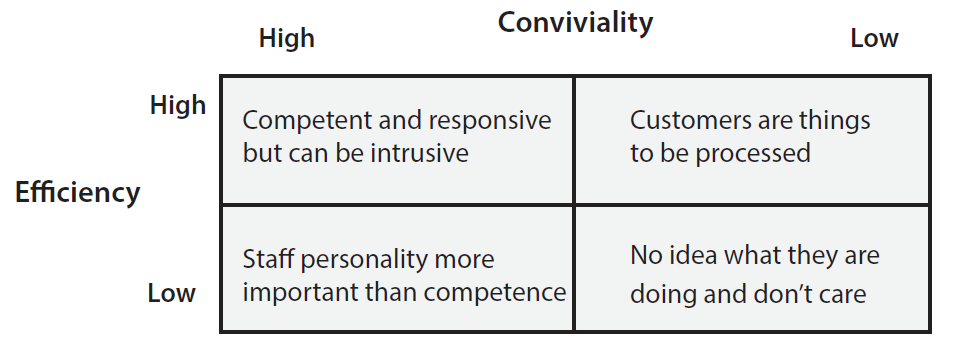 Conviviality
High
Low
High
Competent and responsive
but can be intrusive
Customers are things
to be processed
Efficiency
Low
Staff personality more
important than competence
No idea what they are
doing and don't care